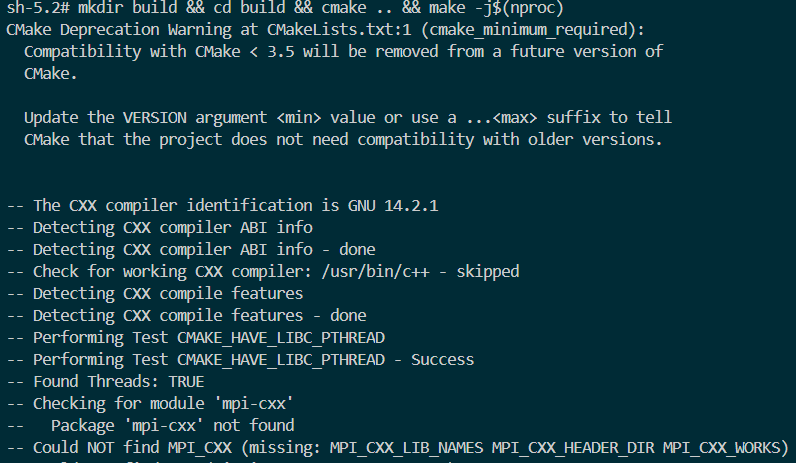 sh-5.2# mkdir build && cd build && cmake .. && make -j$(nproc)
CMake Deprecation Warning at CMakeLists.txt:1 (cmake_minimum_required):
  Compatibility with CMake < 3.5 will be removed from a future version of
  CMake.

  Update the VERSION argument <min> value or use a ...<max> suffix to tell
  CMake that the project does not need compatibility with older versions.


-- The CXX compiler identification is GNU 14.2.1
-- Detecting CXX compiler ABI info
-- Detecting CXX compiler ABI info - done
-- Check for working CXX compiler: /usr/bin/c++ - skipped
-- Detecting CXX compile features
-- Detecting CXX compile features - done
-- Performing Test CMAKE_HAVE_LIBC_PTHREAD
-- Performing Test CMAKE_HAVE_LIBC_PTHREAD - Success
-- Found Threads: TRUE
-- Checking for module 'mpi-cxx'
--   Package 'mpi-cxx' not found
-- Could NOT find MPI_CXX (missing: MPI_CXX_LIB_NAMES MPI_CXX_HEADER_DIR MPI_CXX_WORKS)